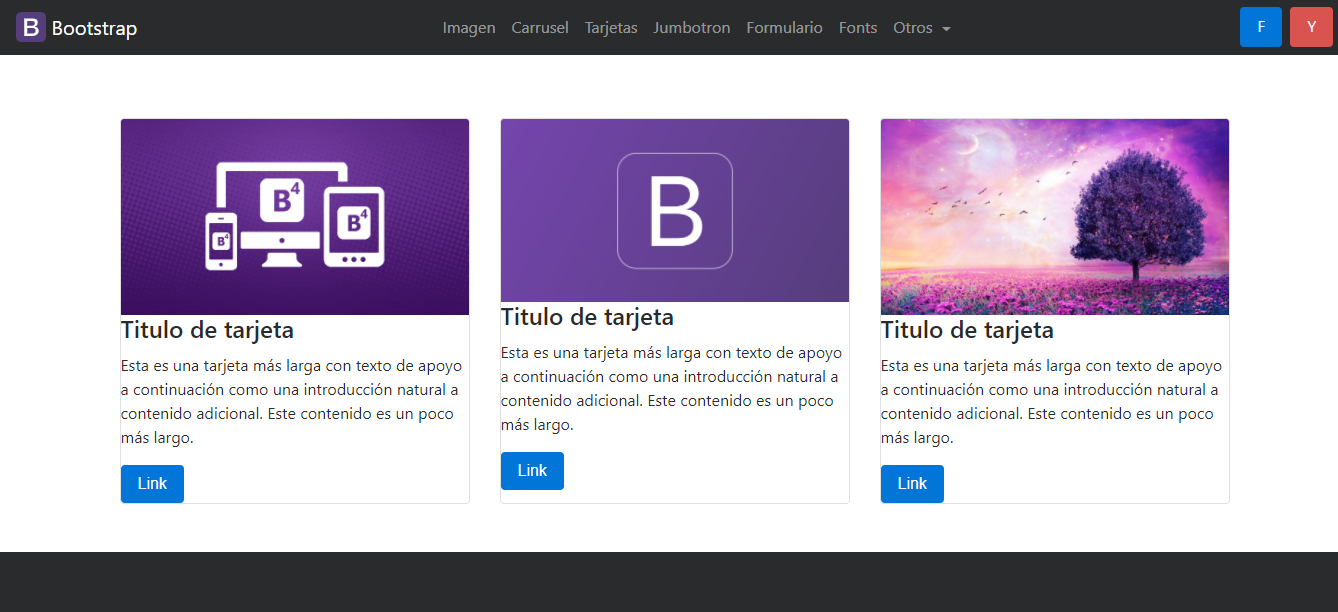 B Bootstrap
Imagen Carrusel Tarjetas Jumbotron Formulario Fonts Otros
F Y
B4
B4
B4
Titulo de tarjeta
Esta es una tarjeta más larga con texto de apoyo
a continuación como una introducción natural a
contenido adicional. Este contenido es un poco
más largo.
Link
B
Titulo de tarjeta
Esta es una tarjeta más larga con texto de apoyo
a continuación como una introducción natural a
contenido adicional. Este contenido es un poco
más largo.
Link
Titulo de tarjeta
Esta es una tarjeta más larga con texto de apoyo
a continuación como una introducción natural a
contenido adicional. Este contenido es un poco
más largo.
Link